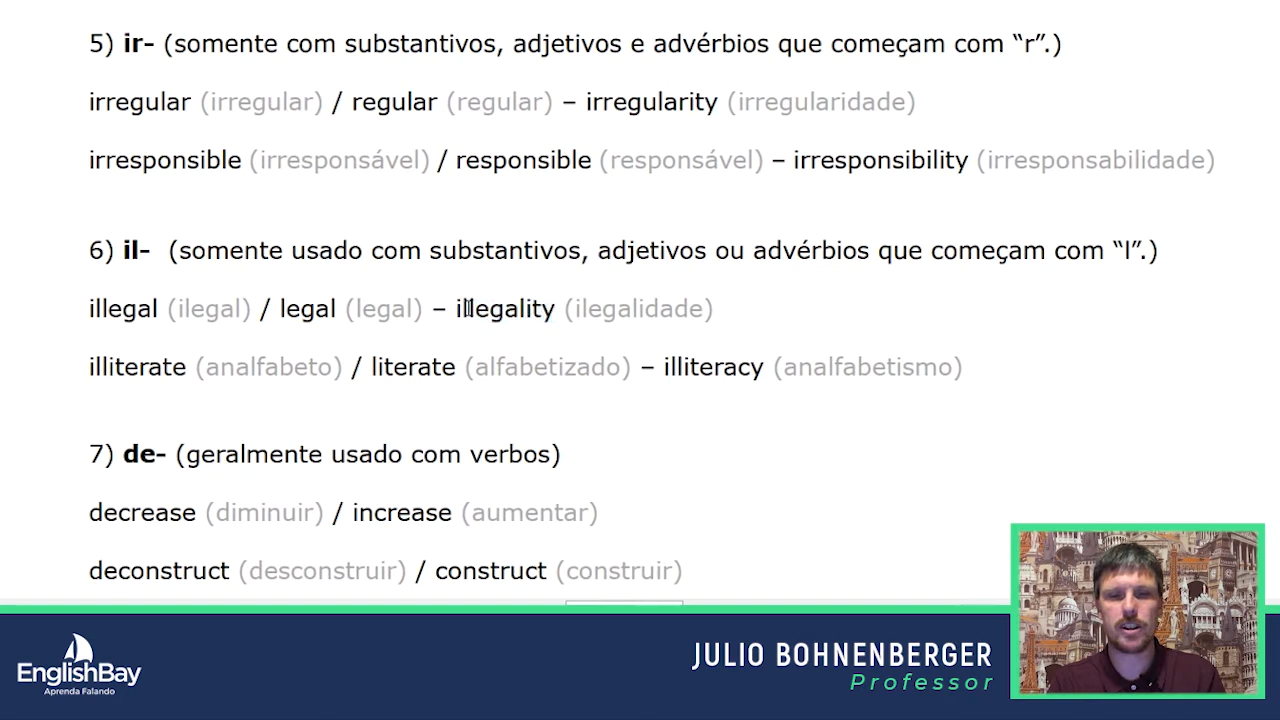 5) ir- (somente com substantivos, adjetivos e advérbios que começam com “r”.)
irregular (irregular) / regular (regular) – irregularity (irregularidade)
irresponsible (irresponsável) / responsible (responsável) – irresponsibility (irresponsabilidade)
6) il- (somente usado com substantivos, adjetivos ou advérbios que começam com “l”.)
illegal (ilegal) / legal (legal) – illegality (ilegalidade)
illiterate (analfabeto) / literate (alfabetizado) – illiteracy (analfabetismo)
7) de- (geralmente usado com verbos)
decrease (diminuir) / increase (aumentar)
deconstruct (desconstruir) / construct (construir)
EnglishBay
Aprenda Falando
JULIO BOHNENBERGER
Professor